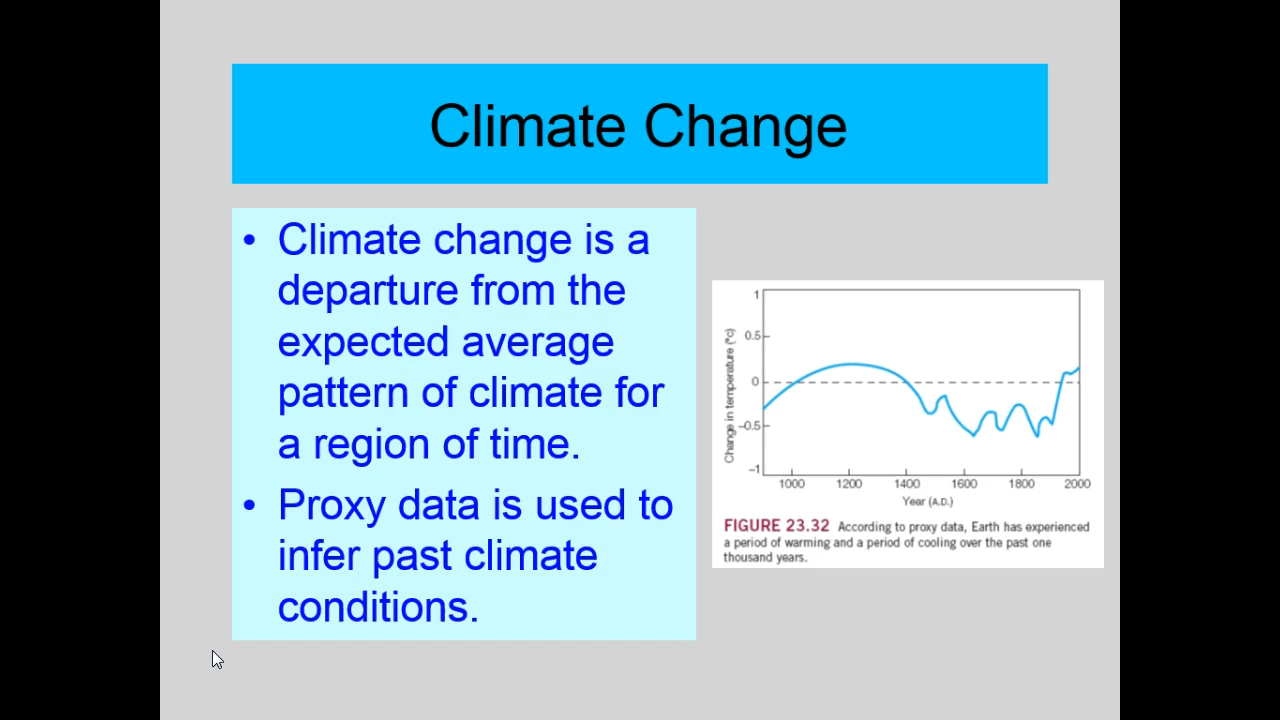 Climate Change
• Climate change is a
departure from the
expected average
pattern of climate for
a region of time.
• Proxy data is used to
infer past climate
conditions.
Change in temperature (°c)
1
0.5
0
−0.5
−1
1000 1200 1400 1600 1800 2000
Year (A.D.)
FIGURE 23.32 According to proxy data, Earth has experienced
a period of warming and a period of cooling over the past one
thousand years.